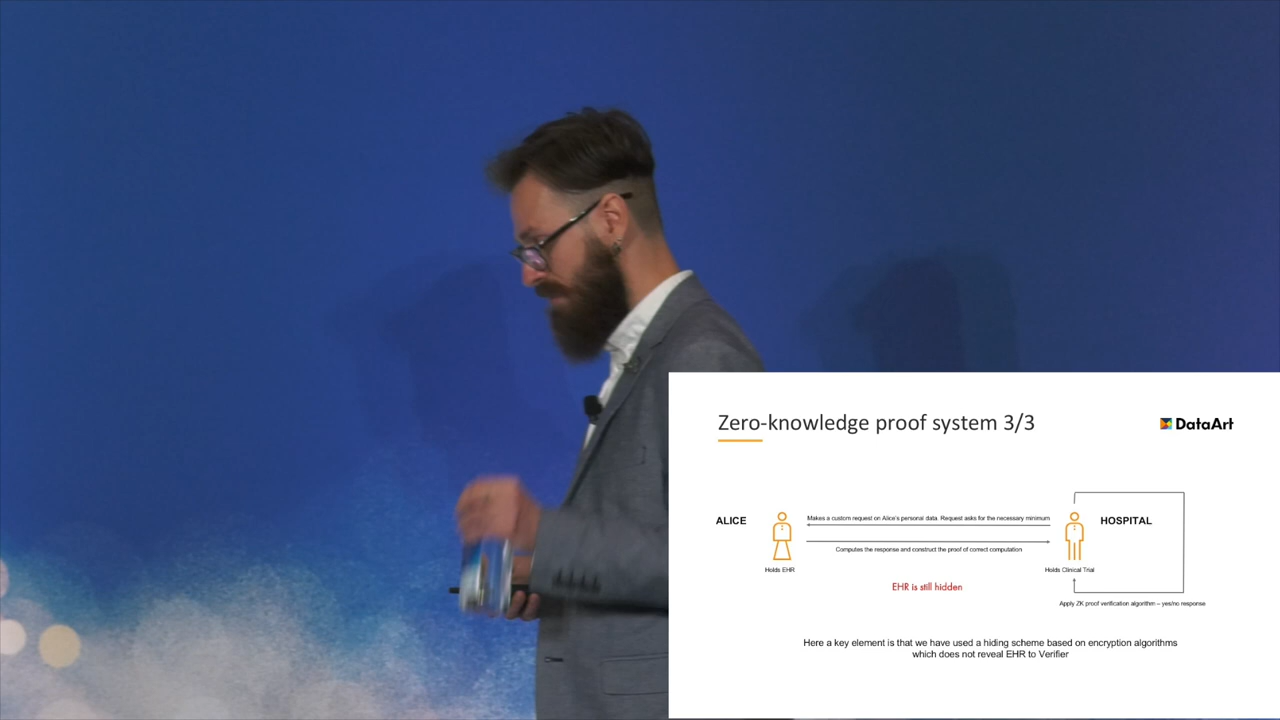 Zero-knowledge proof system 3/3
DataArt
Makes a custom request on Alice's personal data. Request asks for the necessary minimum
ALICE
HOSPITAL
Computes the response and construct the proof of correct computation
Holds EHR
Holds Clinical Trial
EHR is still hidden
Apply ZK proof verification algorithm – yes/no response
Here a key element is that we have used a hiding scheme based on encryption algorithms
which does not reveal EHR to Verifier